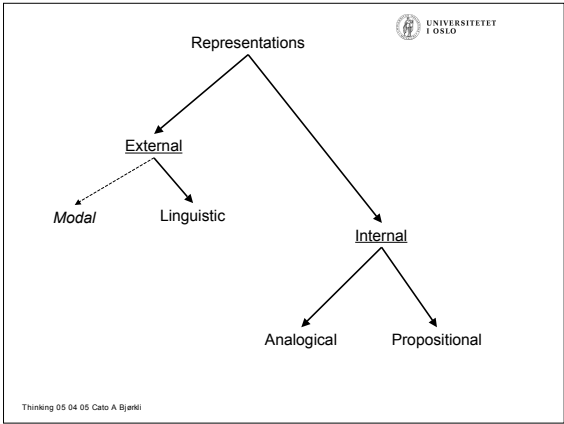 UNIVERSITETET
I OSLO
Representations
External
Modal
Linguistic
Internal
Analogical
Propositional
Thinking 05 04 05 Cato A Bjørkli